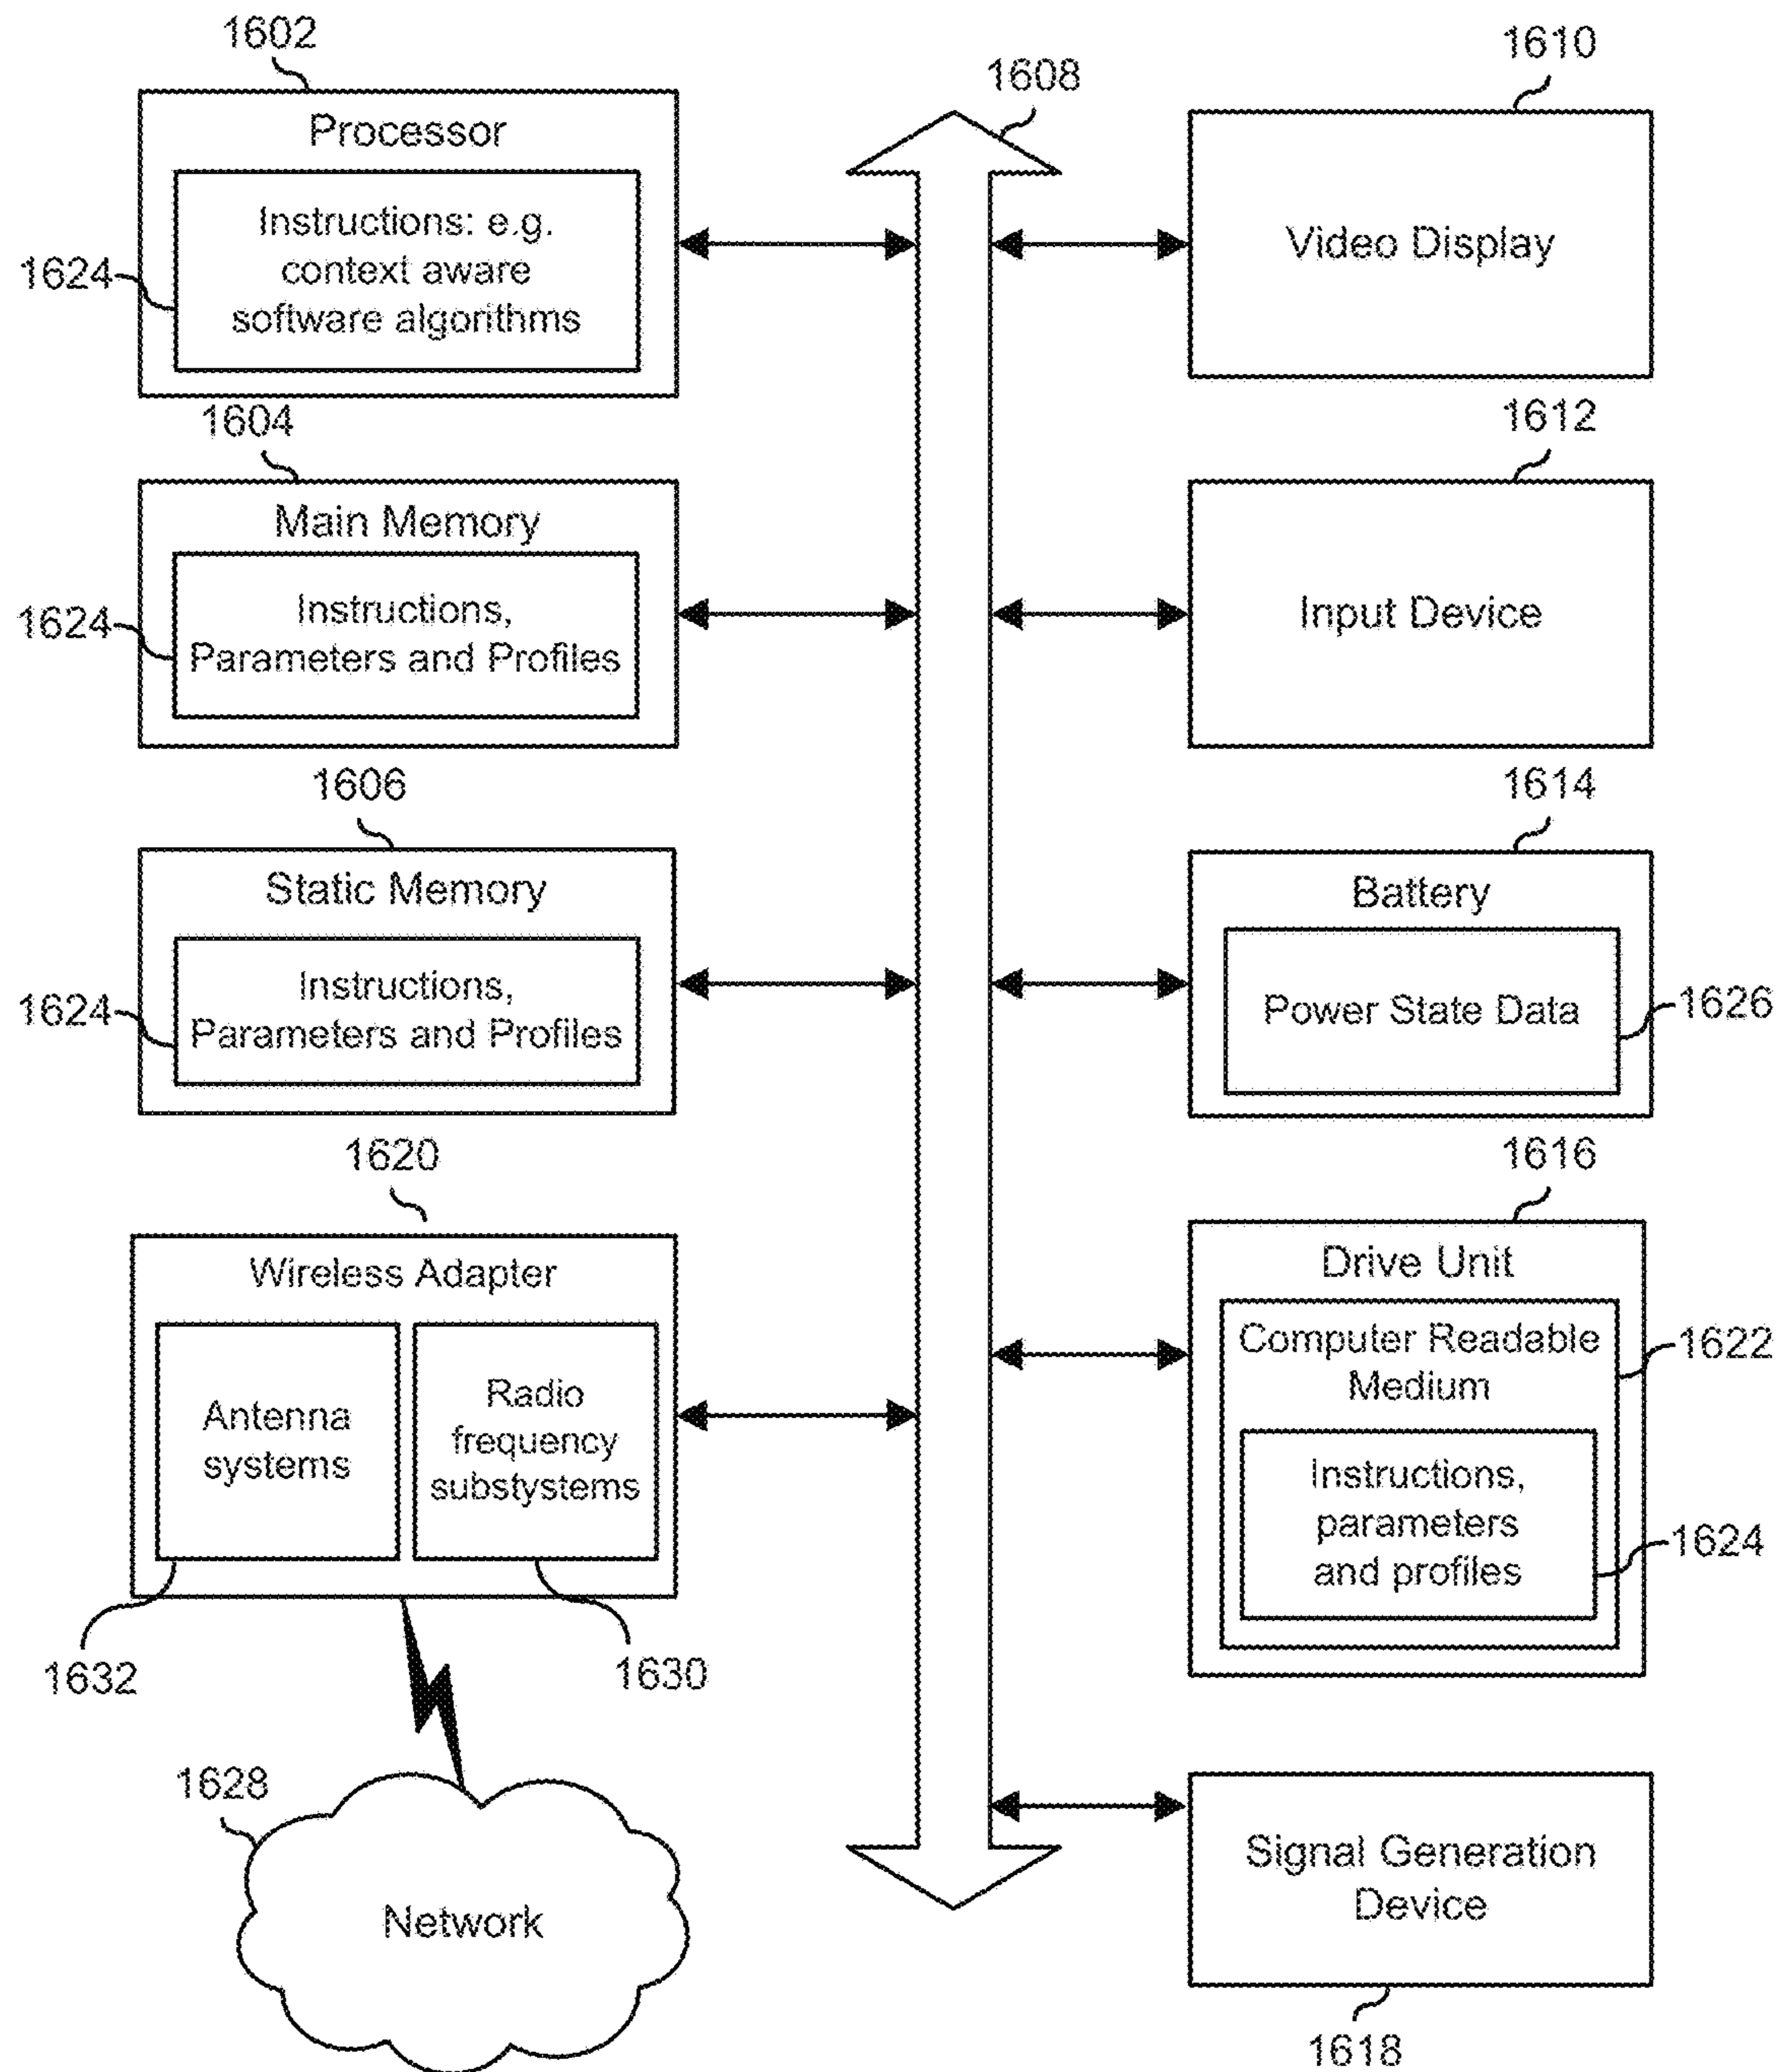 1602
Processor
Instructions: e.g.
context aware
software algorithms
1624
1604
Main Memory
Instructions,
Parameters and Profiles
1624
1606
Static Memory
Instructions,
Parameters and Profiles
1624
1620
Wireless Adapter
Antenna
systems
Radio
frequency
substystems
1632
1630
1628
Network
1608
1610
Video Display
1612
Input Device
1614
Battery
Power State Data
1626
1616
Drive Unit
Computer Readable
Medium
1622
Instructions,
parameters
and profiles
1624
Signal Generation
Device
1618